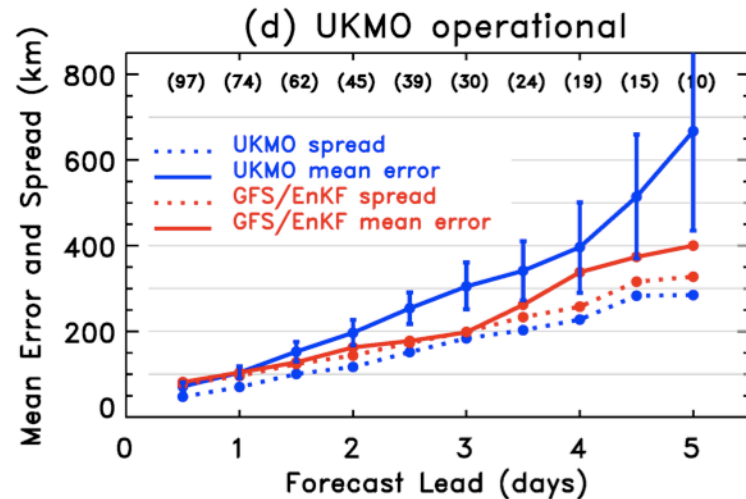 (d) UKMO operational
Mean Error and Spread (km)
800
600
400
200
0
(97) (74) (62) (45) (39) (30) (24) (19) (15) (10)
UKMO spread
UKMO mean error
GFS/EnKF spread
GFS/EnKF mean error
0 1 2 3 4 5
Forecast Lead (days)